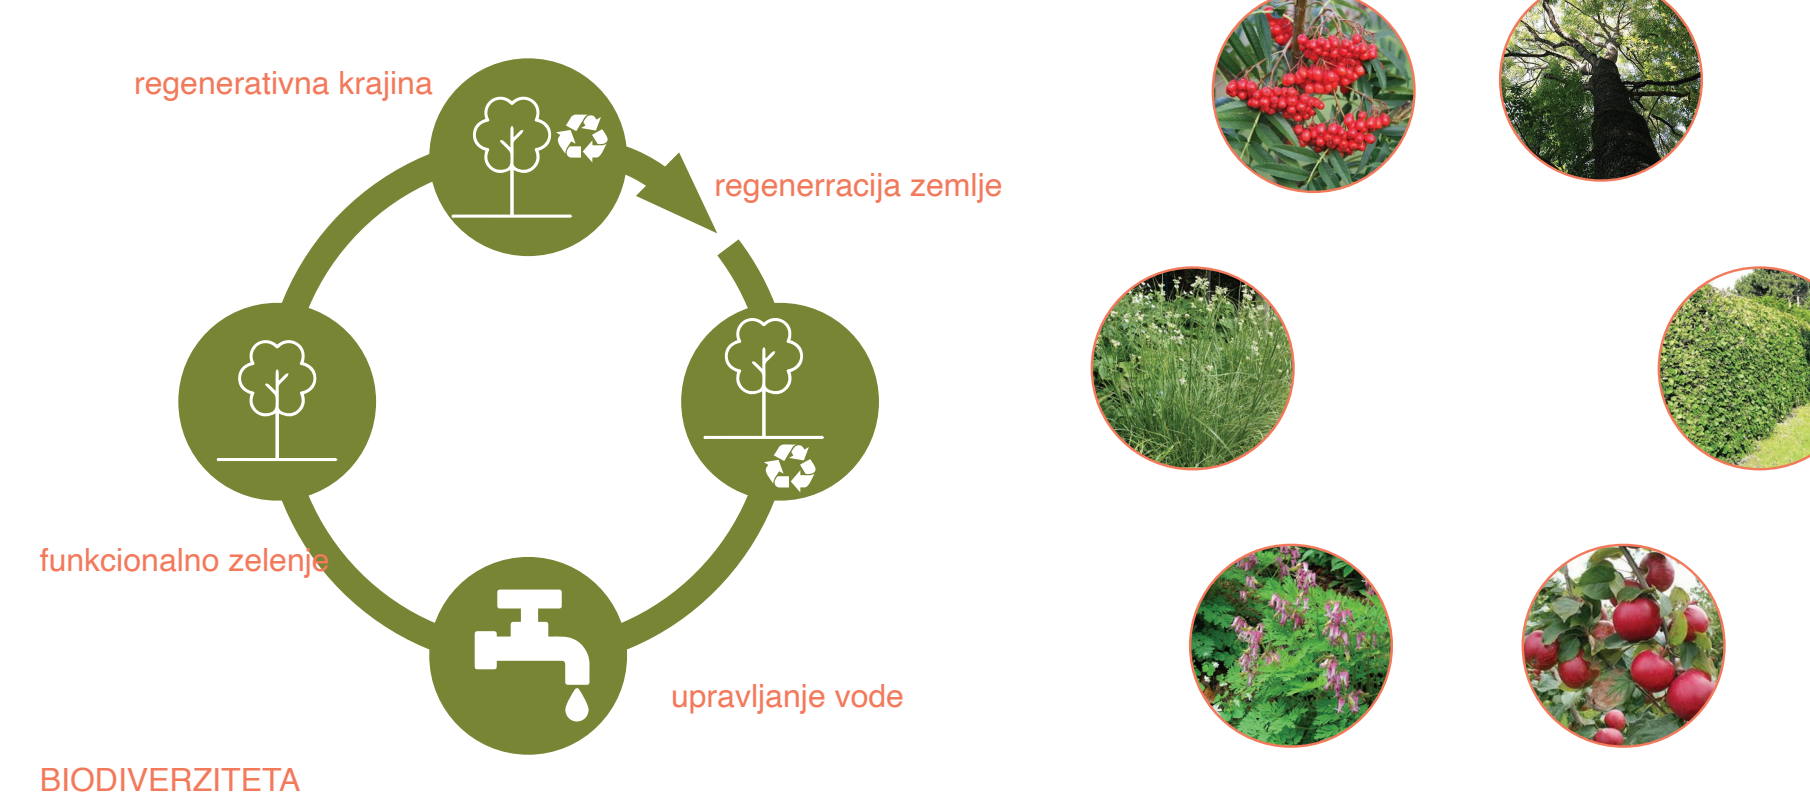 regenerativna krajina
regenerracija zemlje
funkcionalno zelenje
upravljanje vode
BIODIVERZITETA